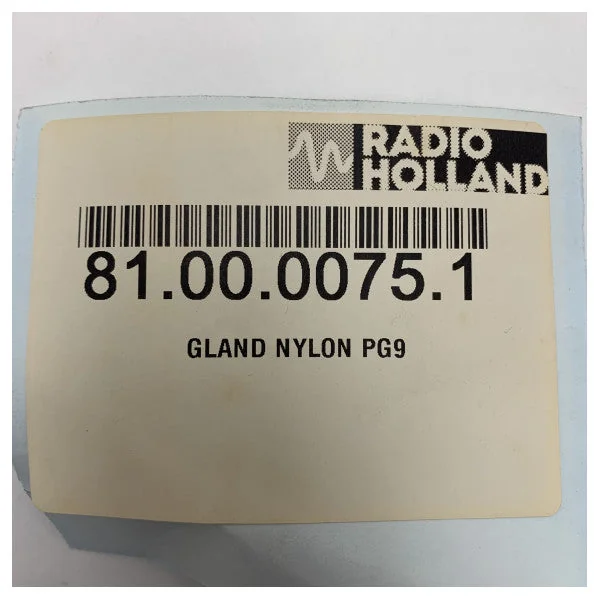 RADIO
HOLLAND
81.00.0075.1
GLAND NYLON PG9